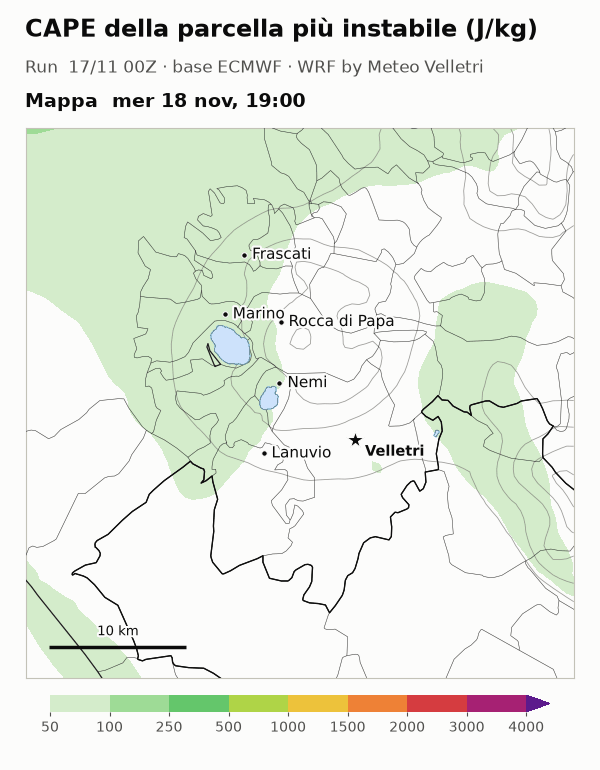 CAPE della parcella più instabile (J/kg)
Run  17/11 00Z · base ECMWF · WRF by Meteo Velletri
Mappa  mer 18 nov, 19:00
Frascati
Marino
Rocca di Papa
Nemi
Velletri
Lanuvio
10 km
50 100 250 500 1000 1500 2000 3000 4000